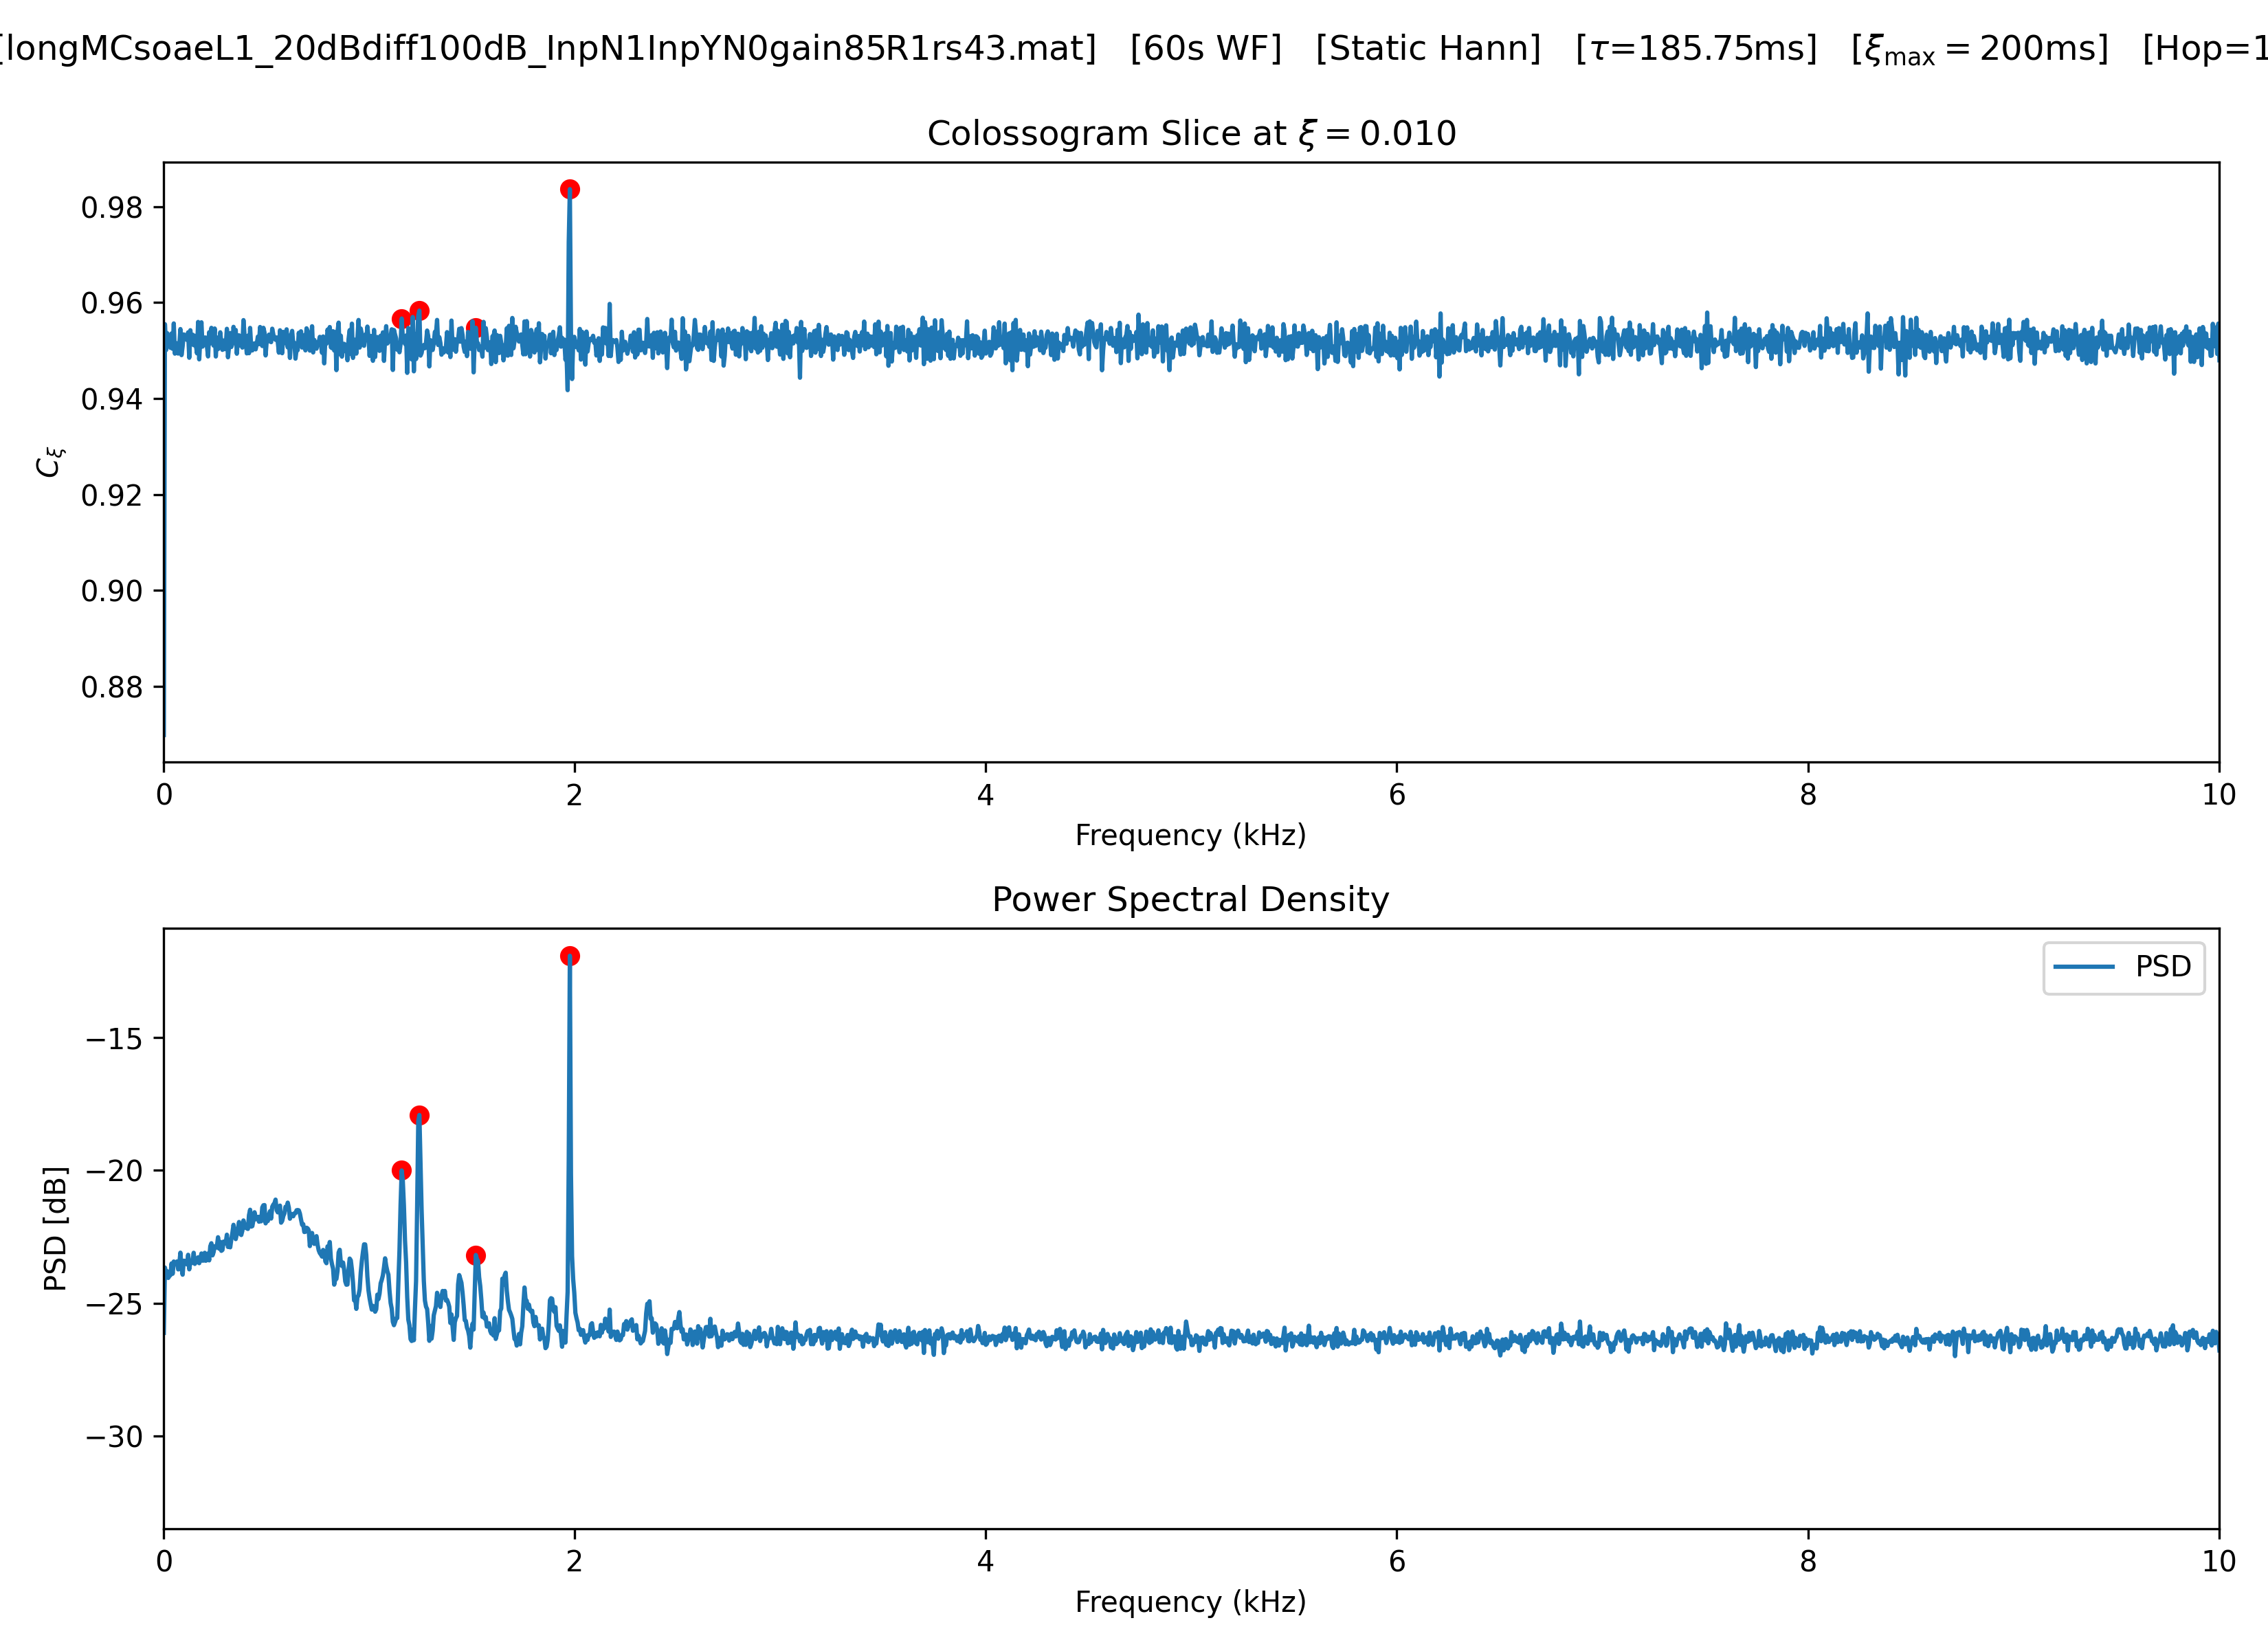 [longMCsoaeL1_20dBdiff100dB_InpN1InpYN0gain85R1rs43.mat] [60s WF] [Static Hann] [τ=185.75ms] [ξmax = 200ms] [Hop=1
Colossogram Slice at ξ = 0.010
0.98
0.96
0.94
0.92
0.90
0.88
Cξ
0 2 4 6 8 10
Frequency (kHz)
Power Spectral Density
PSD
−15
−20
−25
−30
PSD [dB]
0 2 4 6 8 10
Frequency (kHz)